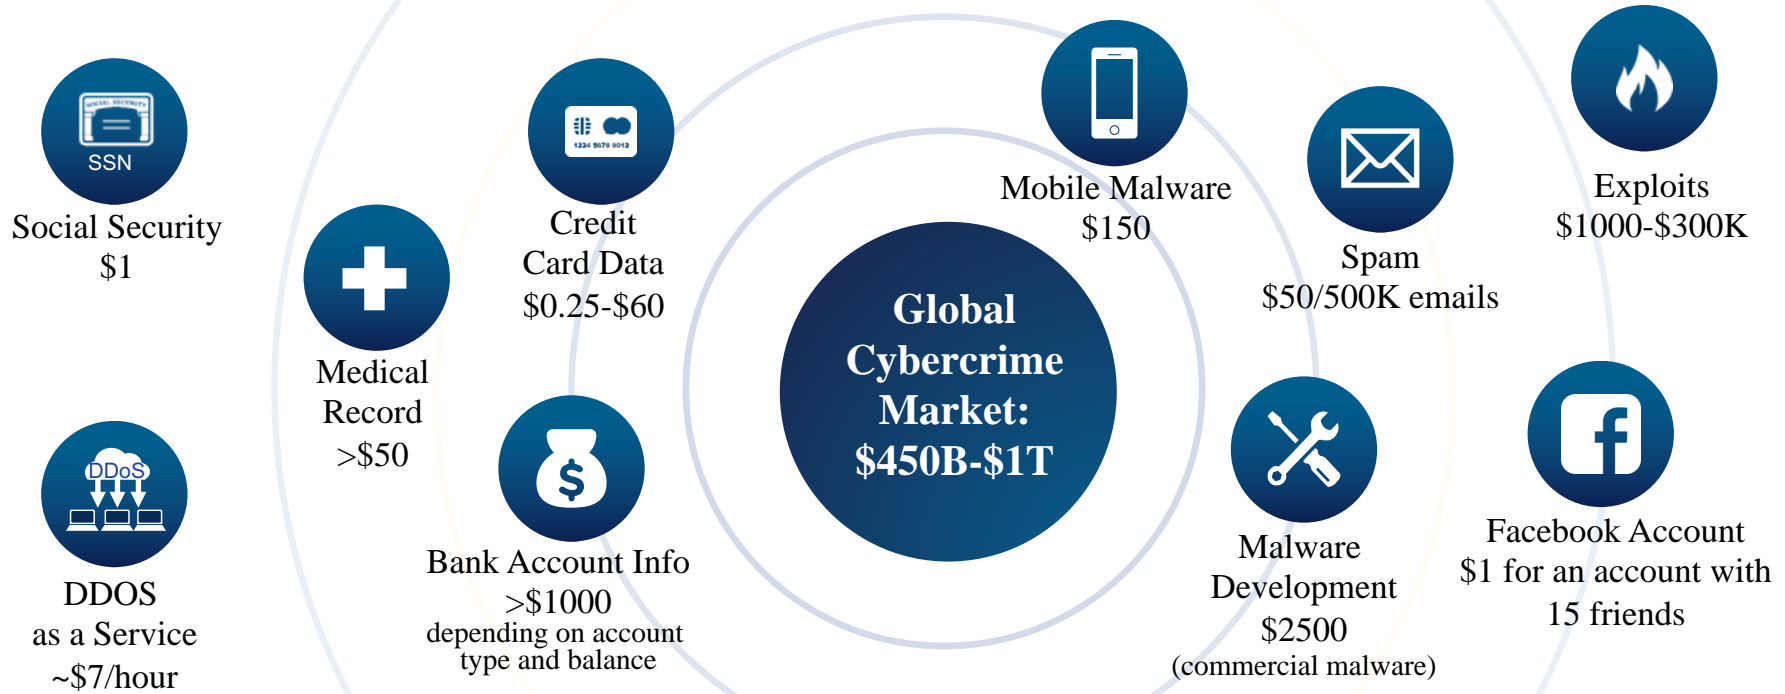 SOCIAL SECURITY
SSN
Social Security
$1
DDoS
DDOS
as a Service
~$7/hour
Medical
Record
>$50
1234 5678 9012
Credit
Card Data
$0.25-$60
Bank Account Info
>$1000
depending on account
type and balance
Global
Cybercrime
Market:
$450B-$1T
Mobile Malware
$150
Spam
$50/500K emails
Exploits
$1000-$300K
Malware
Development
$2500
(commercial malware)
f
Facebook Account
$1 for an account with
15 friends